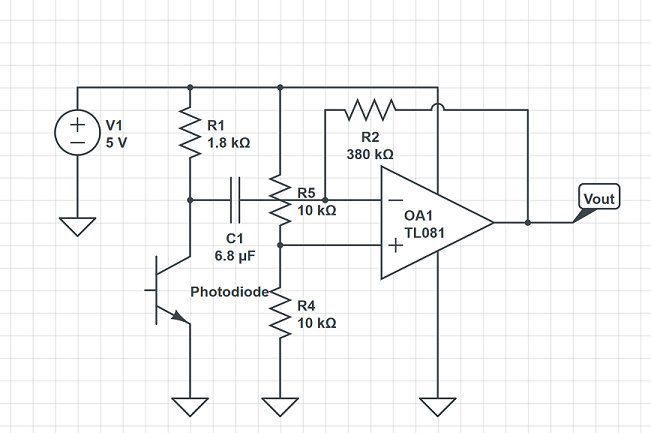 V1
5 V
R1
1.8 kΩ
R2
380 kΩ
R5
10 kΩ
C1
6.8 µF
OA1
TL081
Vout
Photodiode
R4
10 kΩ